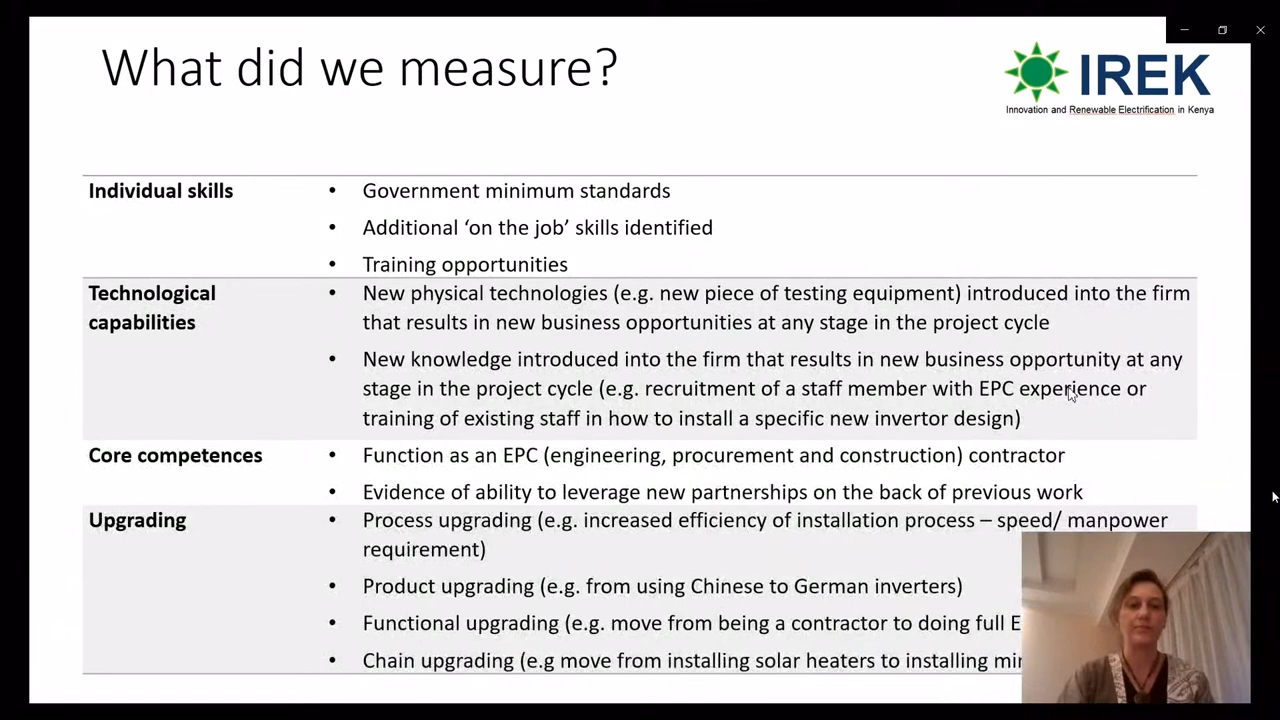 What did we measure?
IREK
Innovation and Renewable Electrification in Kenya
Individual skills
• Government minimum standards
• Additional ‘on the job’ skills identified
• Training opportunities
Technological
capabilities
• New physical technologies (e.g. new piece of testing equipment) introduced into the firm
that results in new business opportunities at any stage in the project cycle
• New knowledge introduced into the firm that results in new business opportunity at any
stage in the project cycle (e.g. recruitment of a staff member with EPC experience or
training of existing staff in how to install a specific new invertor design)
Core competences
• Function as an EPC (engineering, procurement and construction) contractor
• Evidence of ability to leverage new partnerships on the back of previous work
Upgrading
• Process upgrading (e.g. increased efficiency of installation process – speed/ manpower
requirement)
• Product upgrading (e.g. from using Chinese to German inverters)
• Functional upgrading (e.g. move from being a contractor to doing full
• Chain upgrading (e.g move from installing solar heaters to installing